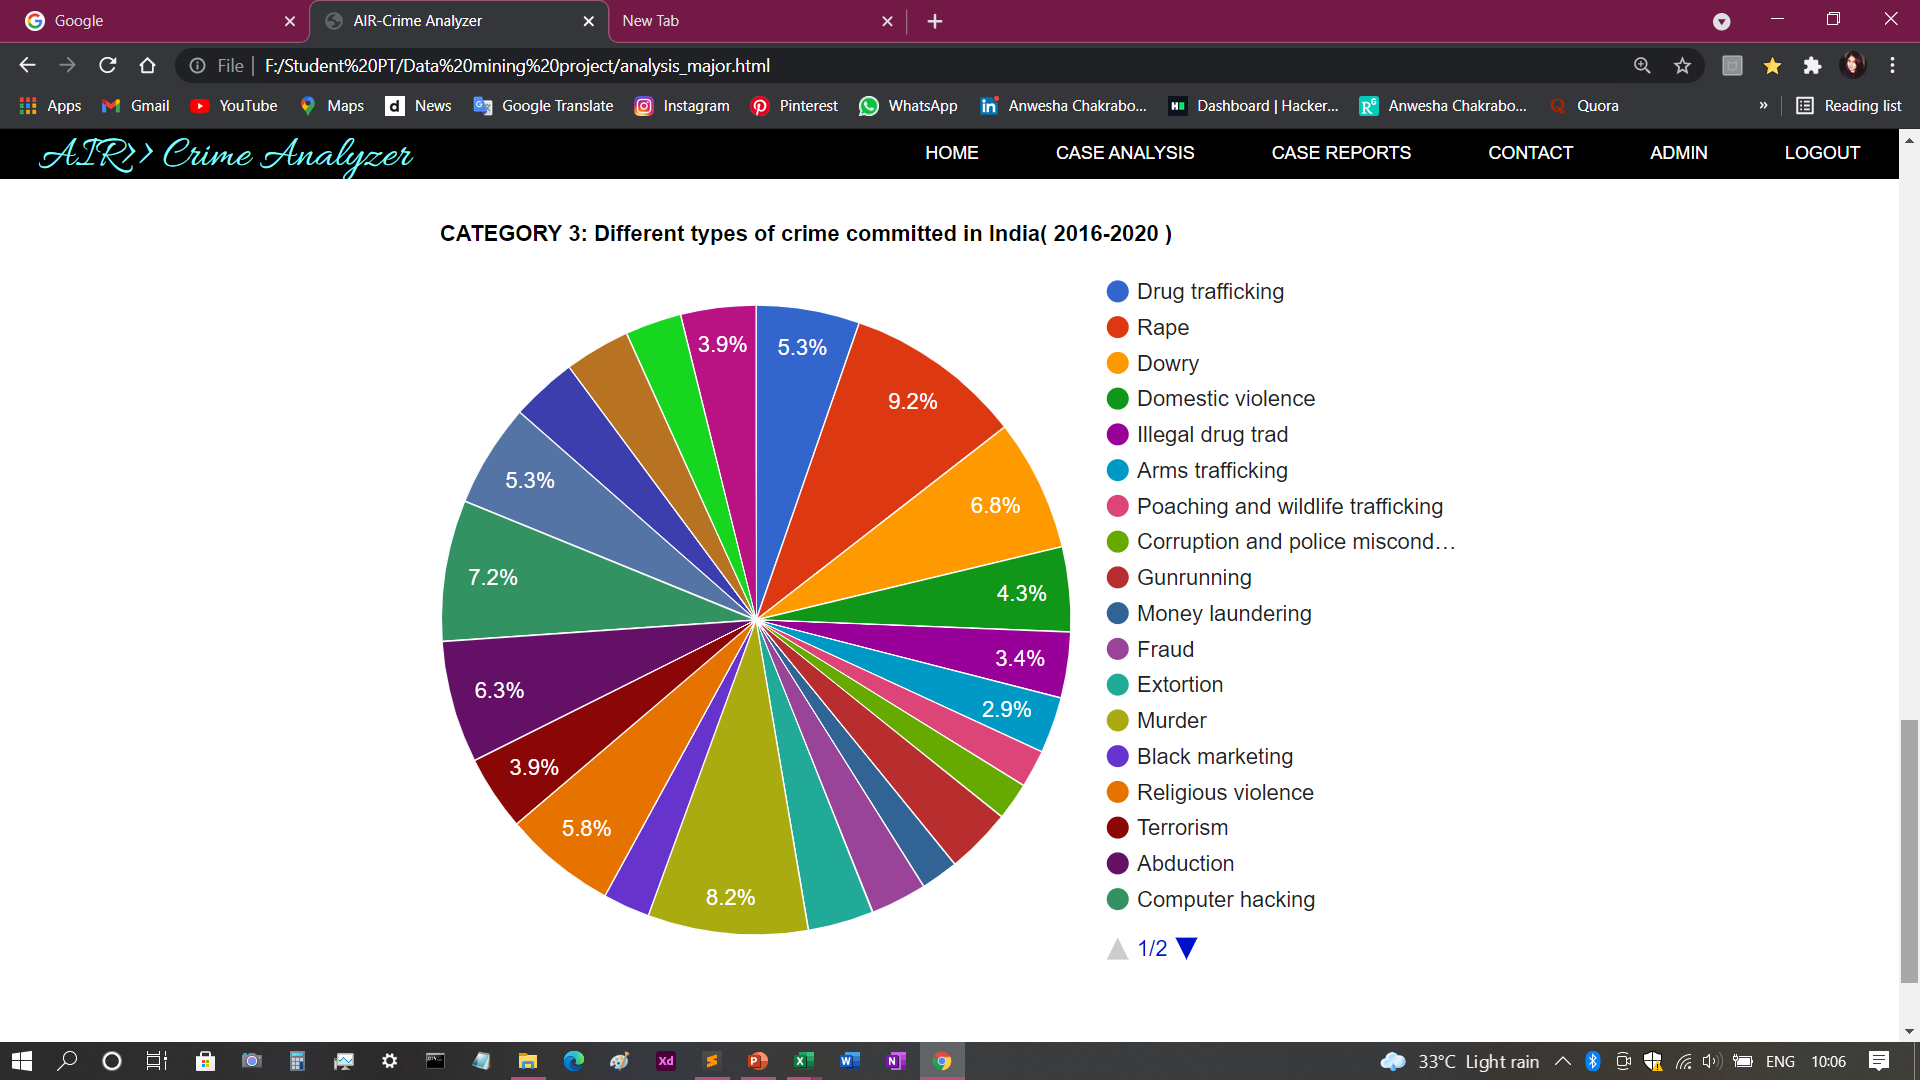 Google
AIR-Crime Analyzer
New Tab
File
F:/Student%20PT/Data%20mining%20project/analysis_major.html
Apps
Gmail
YouTube
Maps
News
Google Translate
Instagram
Pinterest
WhatsApp
Anwesha Chakrabo...
Dashboard | Hacker...
Anwesha Chakrabo...
Quora
»
Reading list
AIR>> Crime Analyzer
HOME
CASE ANALYSIS
CASE REPORTS
CONTACT
ADMIN
LOGOUT
CATEGORY 3: Different types of crime committed in India( 2016-2020 )
3.9%
5.3%
9.2%
6.8%
4.3%
3.4%
2.9%
8.2%
5.8%
3.9%
6.3%
7.2%
5.3%
Drug trafficking
Rape
Dowry
Domestic violence
Illegal drug trad
Arms trafficking
Poaching and wildlife trafficking
Corruption and police miscond...
Gunrunning
Money laundering
Fraud
Extortion
Murder
Black marketing
Religious violence
Terrorism
Abduction
Computer hacking
1/2
33°C Light rain
ENG
10:06